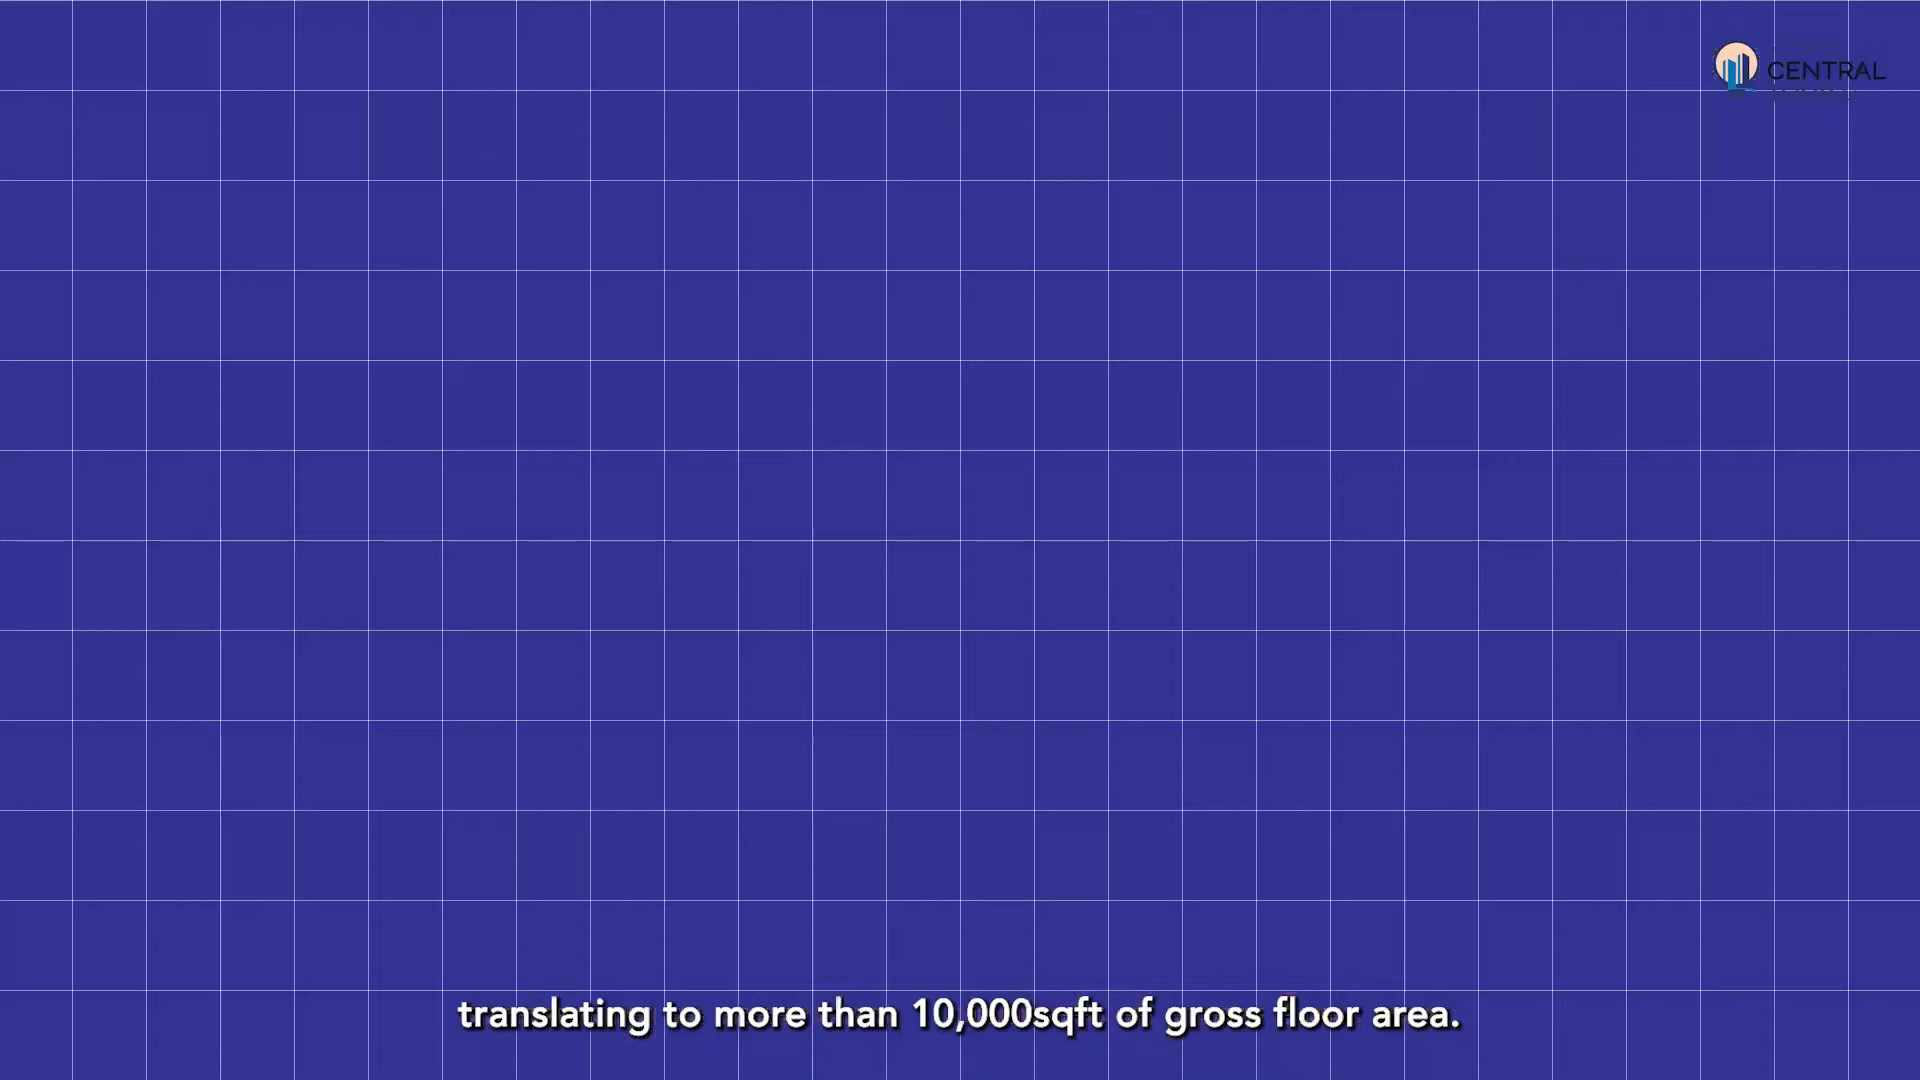 CENTRAL
translating to more than 10,000sqft of gross floor area.